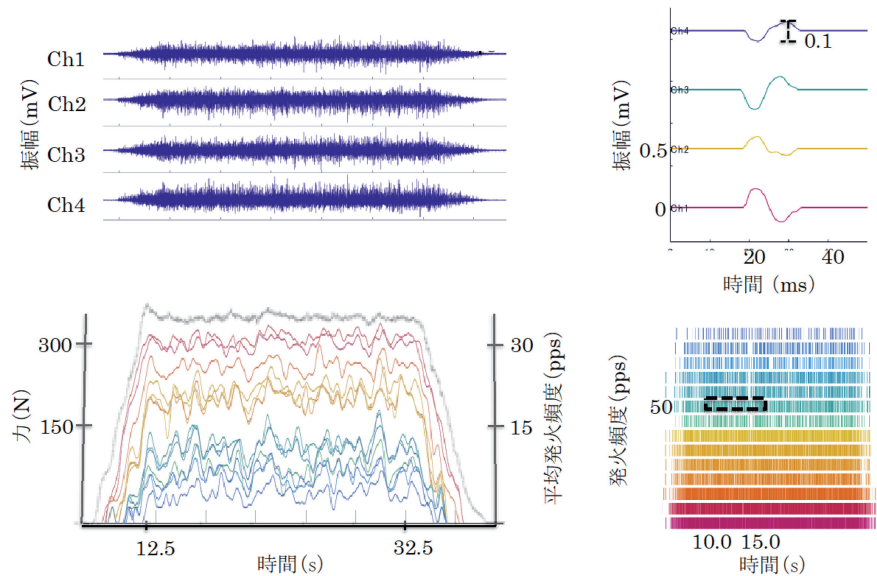 Ch1
Ch2
Ch3
Ch4
振幅(mV)
Ch4
0.1
Ch3
0.5
Ch2
0
Ch1
振幅(mV)
20
40
時間 (ms)
300
150
力(N)
30
15
平均発火頻度(pps)
12.5
32.5
時間(s)
発火頻度(pps)
50
10.0 15.0
時間(s)